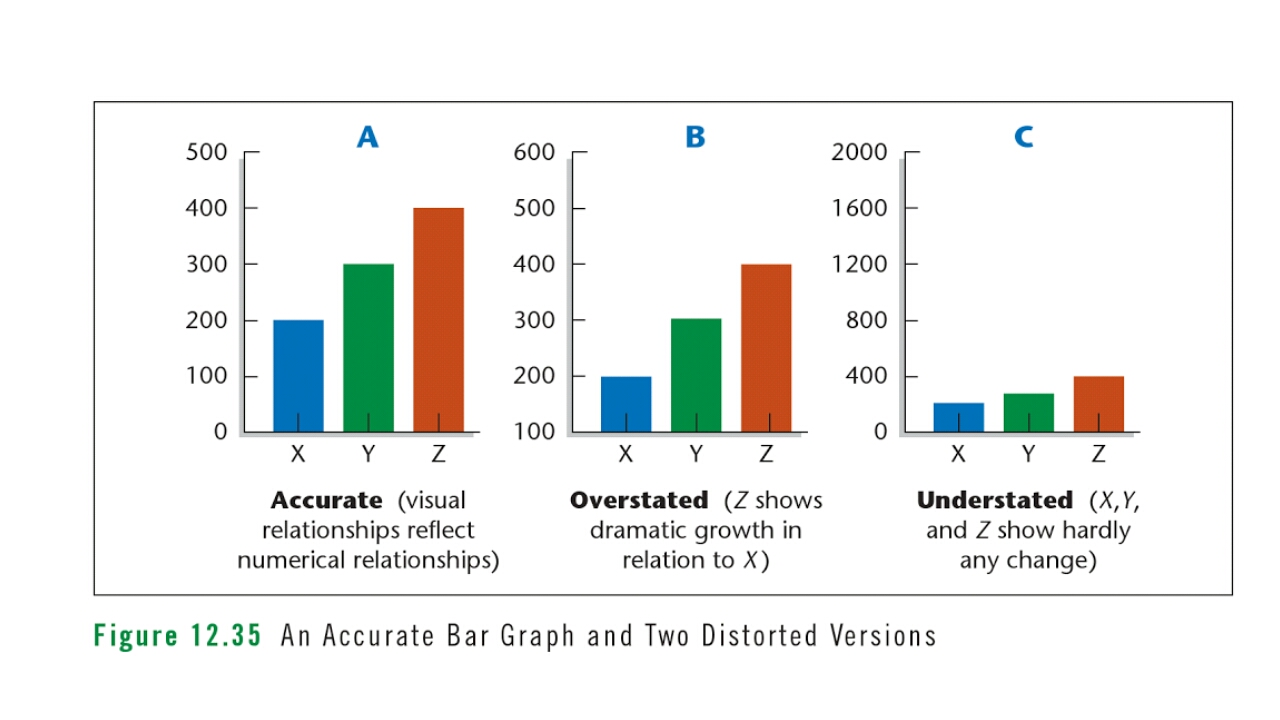 A
500
400
300
200
100
0
X Y Z
Accurate (visual
relationships reflect
numerical relationships)
B
600
500
400
300
200
100
X Y Z
Overstated (Z shows
dramatic growth in
relation to X)
C
2000
1600
1200
800
400
0
X Y Z
Understated (X,Y,
and Z show hardly
any change)
Figure 12.35 An Accurate Bar Graph and Two Distorted Versions